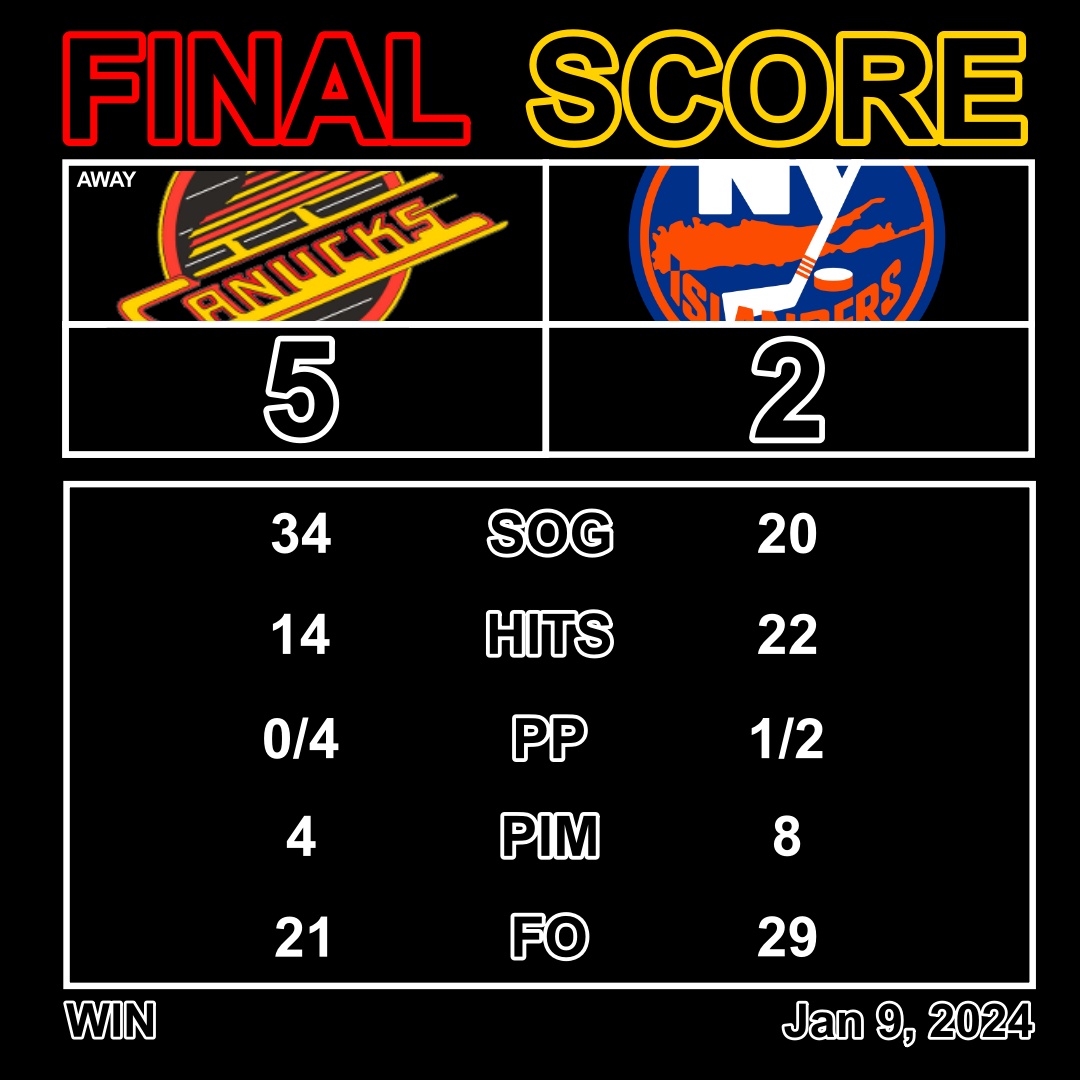 FINAL SCORE
AWAY
CANUCKS
NY
ISLANDERS
5 2
34 SOG 20
14 HITS 22
0/4 PP 1/2
4 PIM 8
21 FO 29
WIN Jan 9, 2024